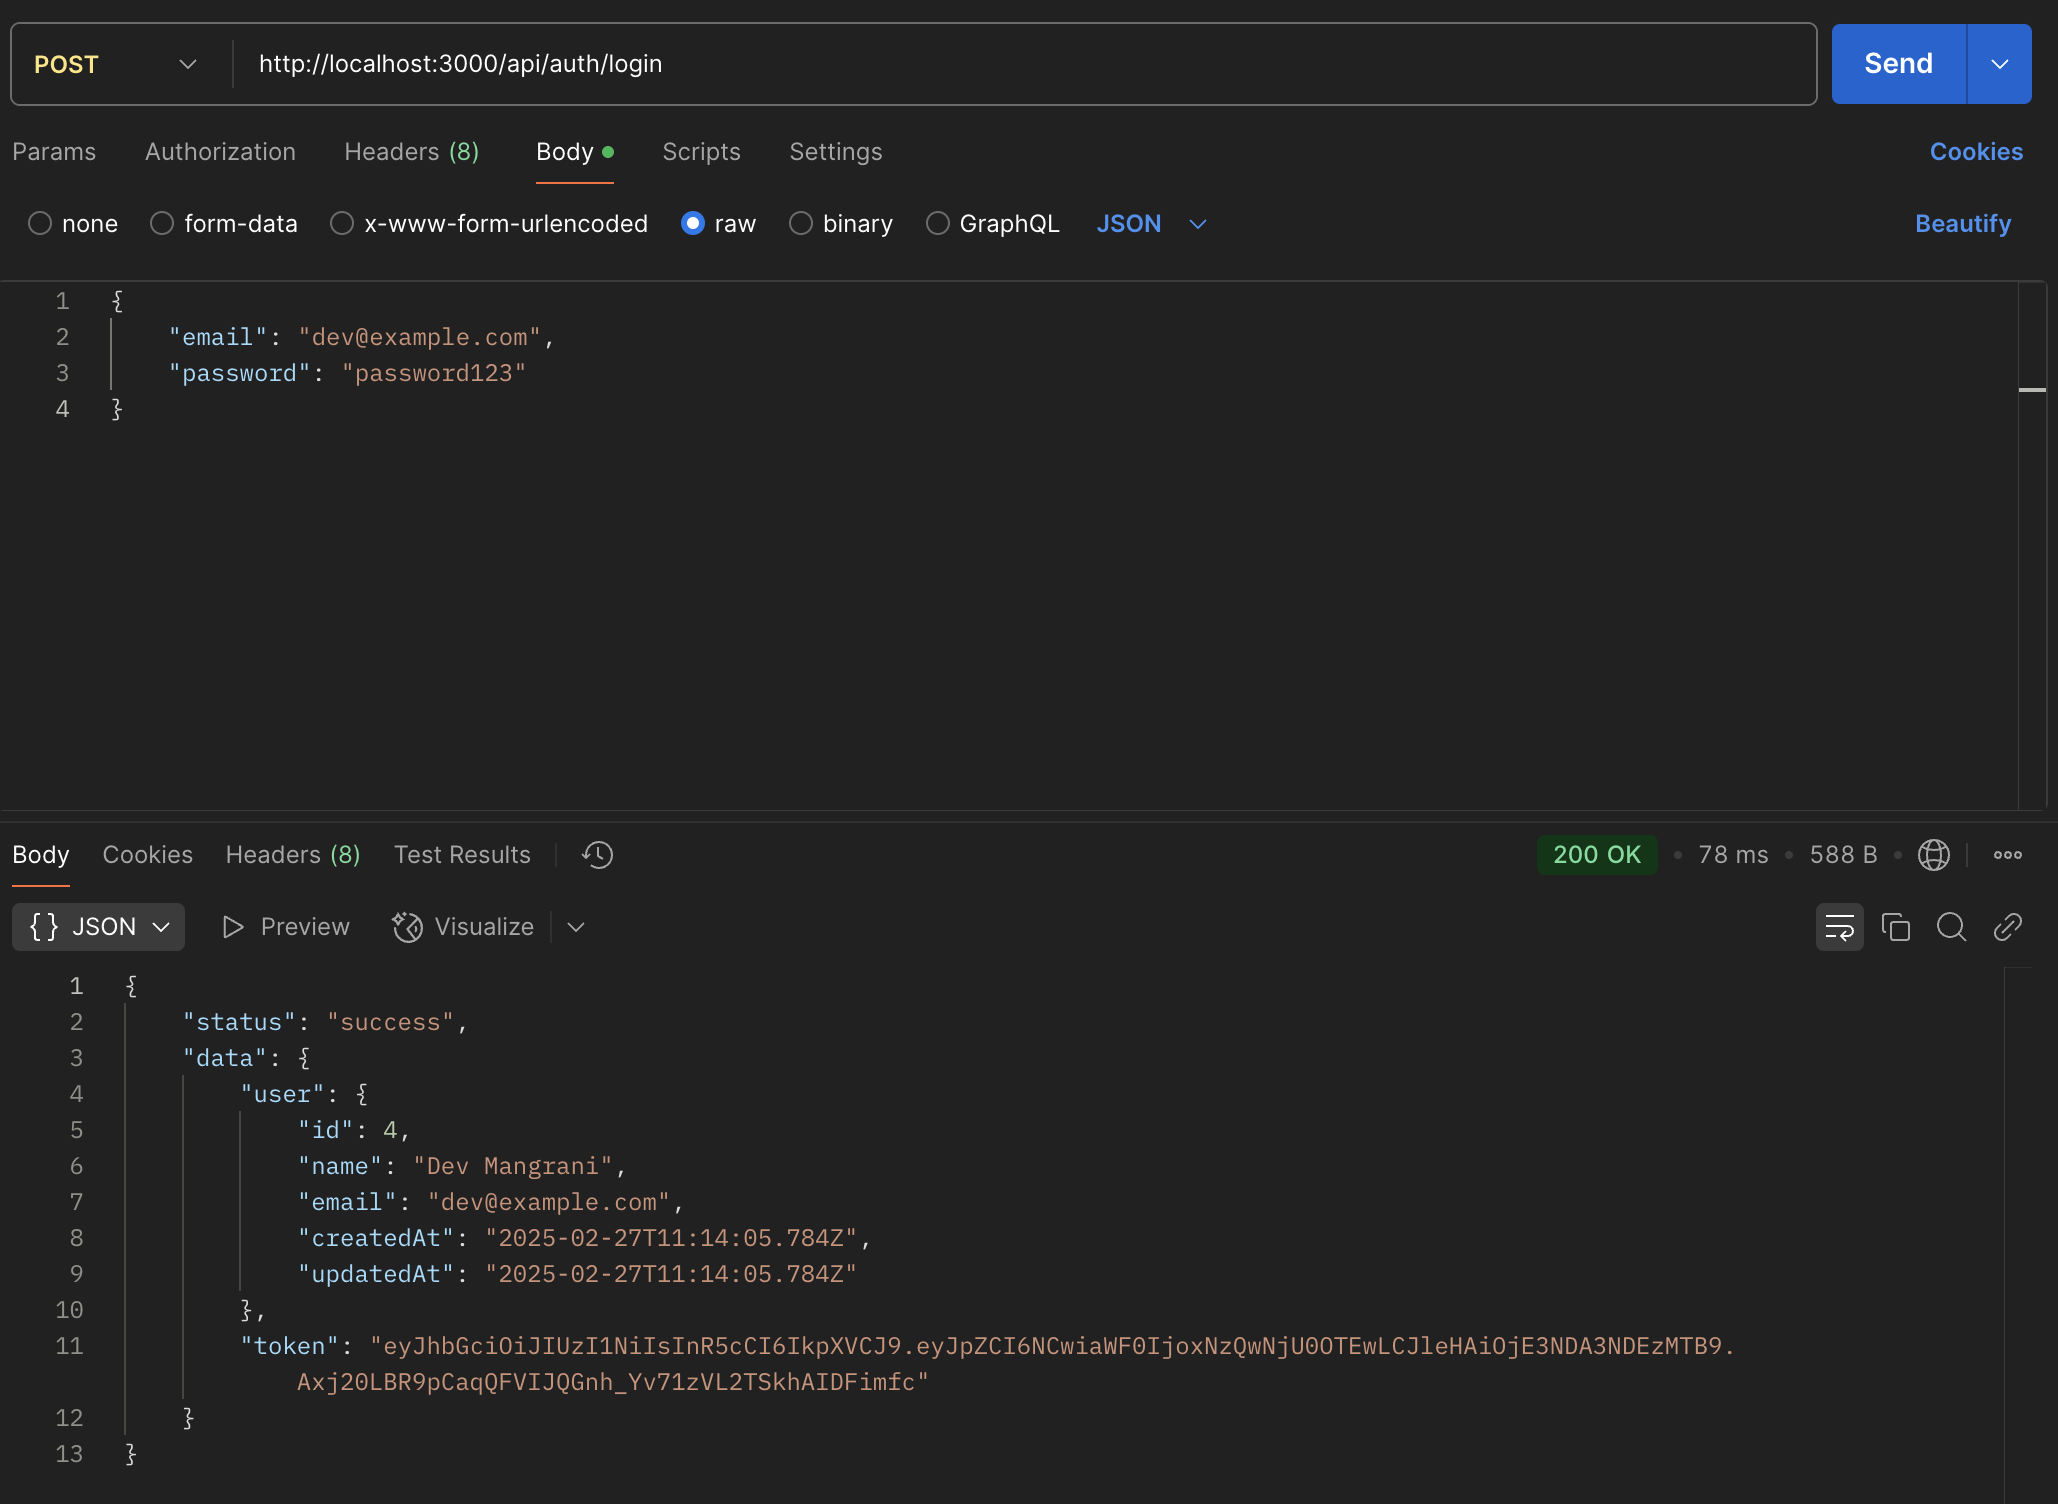 POST http://localhost:3000/api/auth/login Send
Params Authorization Headers (8) Body Scripts Settings Cookies
none form-data x-www-form-urlencoded raw binary GraphQL JSON Beautify
1 {
2 "email": "dev@example.com",
3 "password": "password123"
4 }
Body Cookies Headers (8) Test Results 200 OK • 78 ms • 588 B •
{} JSON Preview Visualize
1 {
2 "status": "success",
3 "data": {
4 "user": {
5 "id": 4,
6 "name": "Dev Mangrani",
7 "email": "dev@example.com",
8 "createdAt": "2025-02-27T11:14:05.784Z",
9 "updatedAt": "2025-02-27T11:14:05.784Z"
10 },
11 "token": "eyJhbGciOiJIUzI1NiIsInR5cCI6IkpXVCJ9.eyJpZCI6NCwiaWF0IjoxNzQwNjU0OTEwLCJleHAiOjE3NDA3NDEzMTB9.
Axj20LBR9pCaqQFVIJQGnh_Yv71zVL2TSkhAIDFimfc"
12 }
13 }